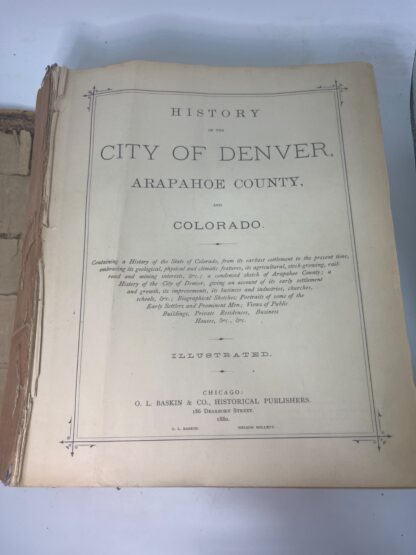 HISTORY
OF THE
CITY OF DENVER,
ARAPAHOE COUNTY,
AND
COLORADO.
Containing a History of the State of Colorado, from its earliest settlement to the present time,
embracing its geological, physical and climatic features, its agricultural, stock-growing, rail-
road and mining interests, &c.; a condensed sketch of Arapahoe County; a
History of the City of Denver, giving an account of its early settlement
and growth, its improvements, its business and industries, churches,
schools, &c.; Biographical Sketches; Portraits of some of the
Early Settlers and Prominent Men; Views of Public
Buildings, Private Residences, Business
Houses, &c., &c.
ILLUSTRATED.
CHICAGO:
O. L. BASKIN & CO., HISTORICAL PUBLISHERS.
186 DEARBORN STREET.
1880.
O. L. BASKIN. NELSON MILLETT.